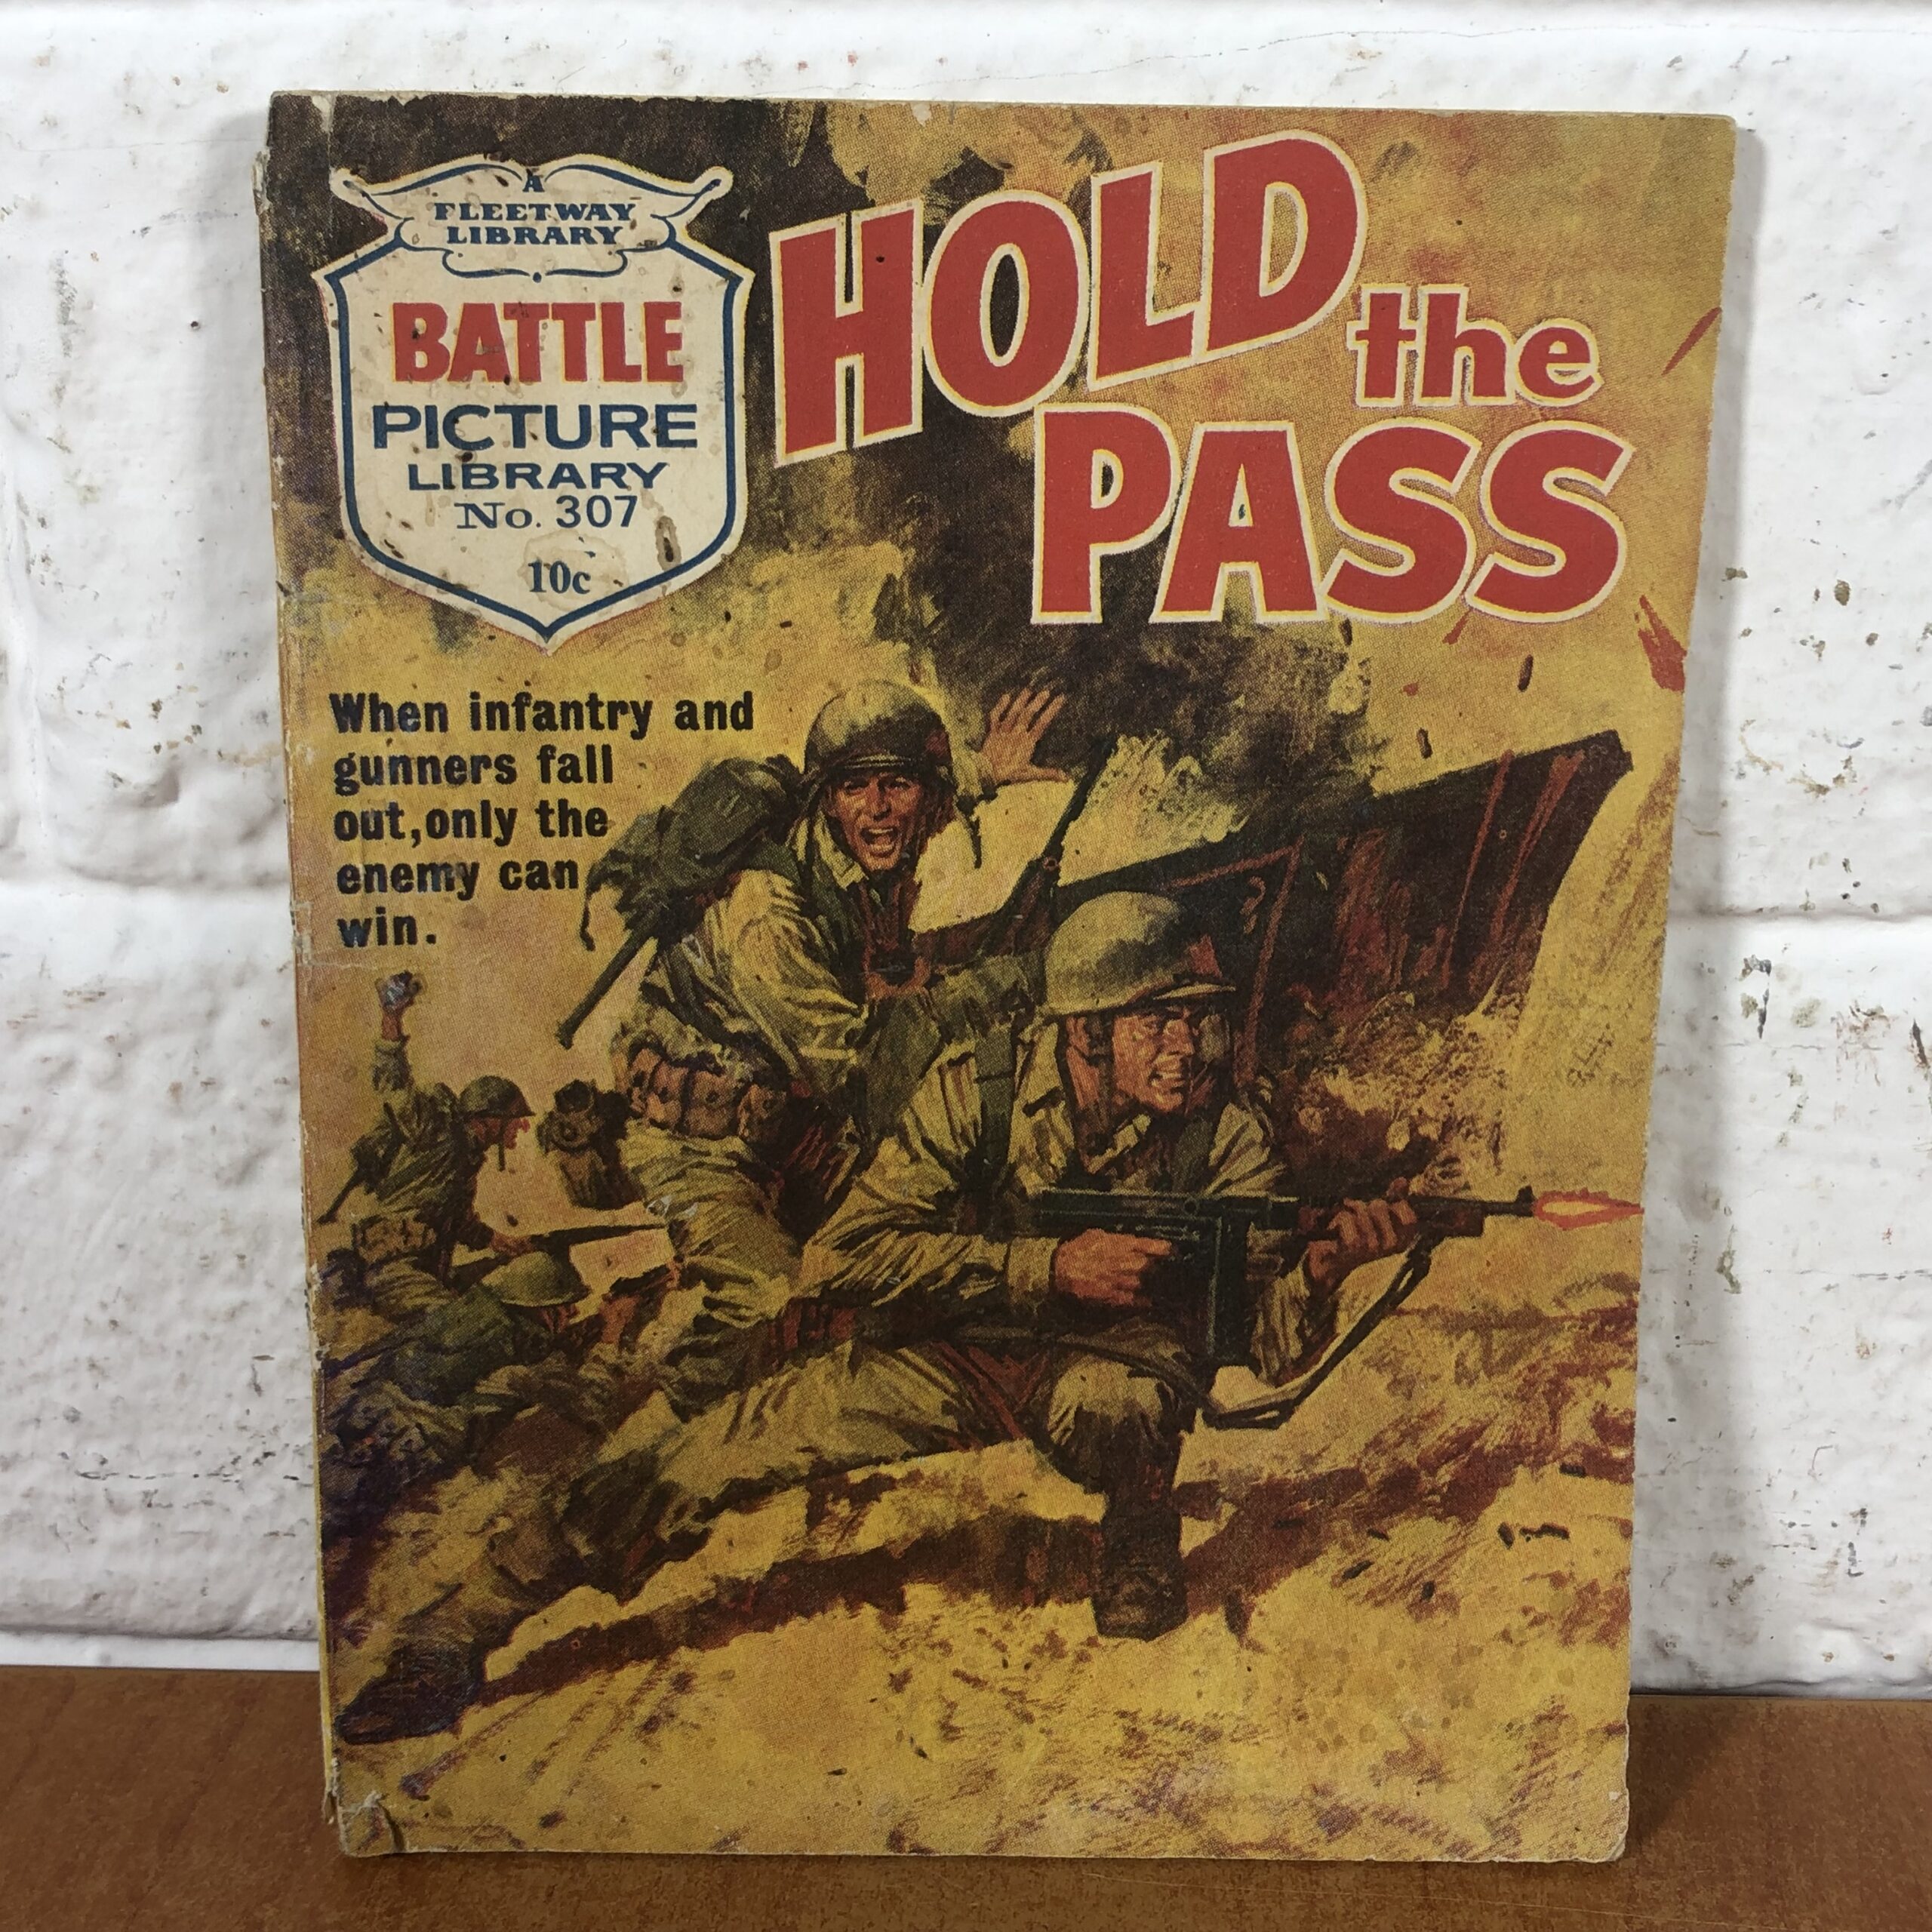 A
FLEETWAY
LIBRARY
BATTLE
PICTURE
LIBRARY
No. 307
10c
HOLD
the
PASS
When infantry and
gunners fall
out,only the
enemy can
win.